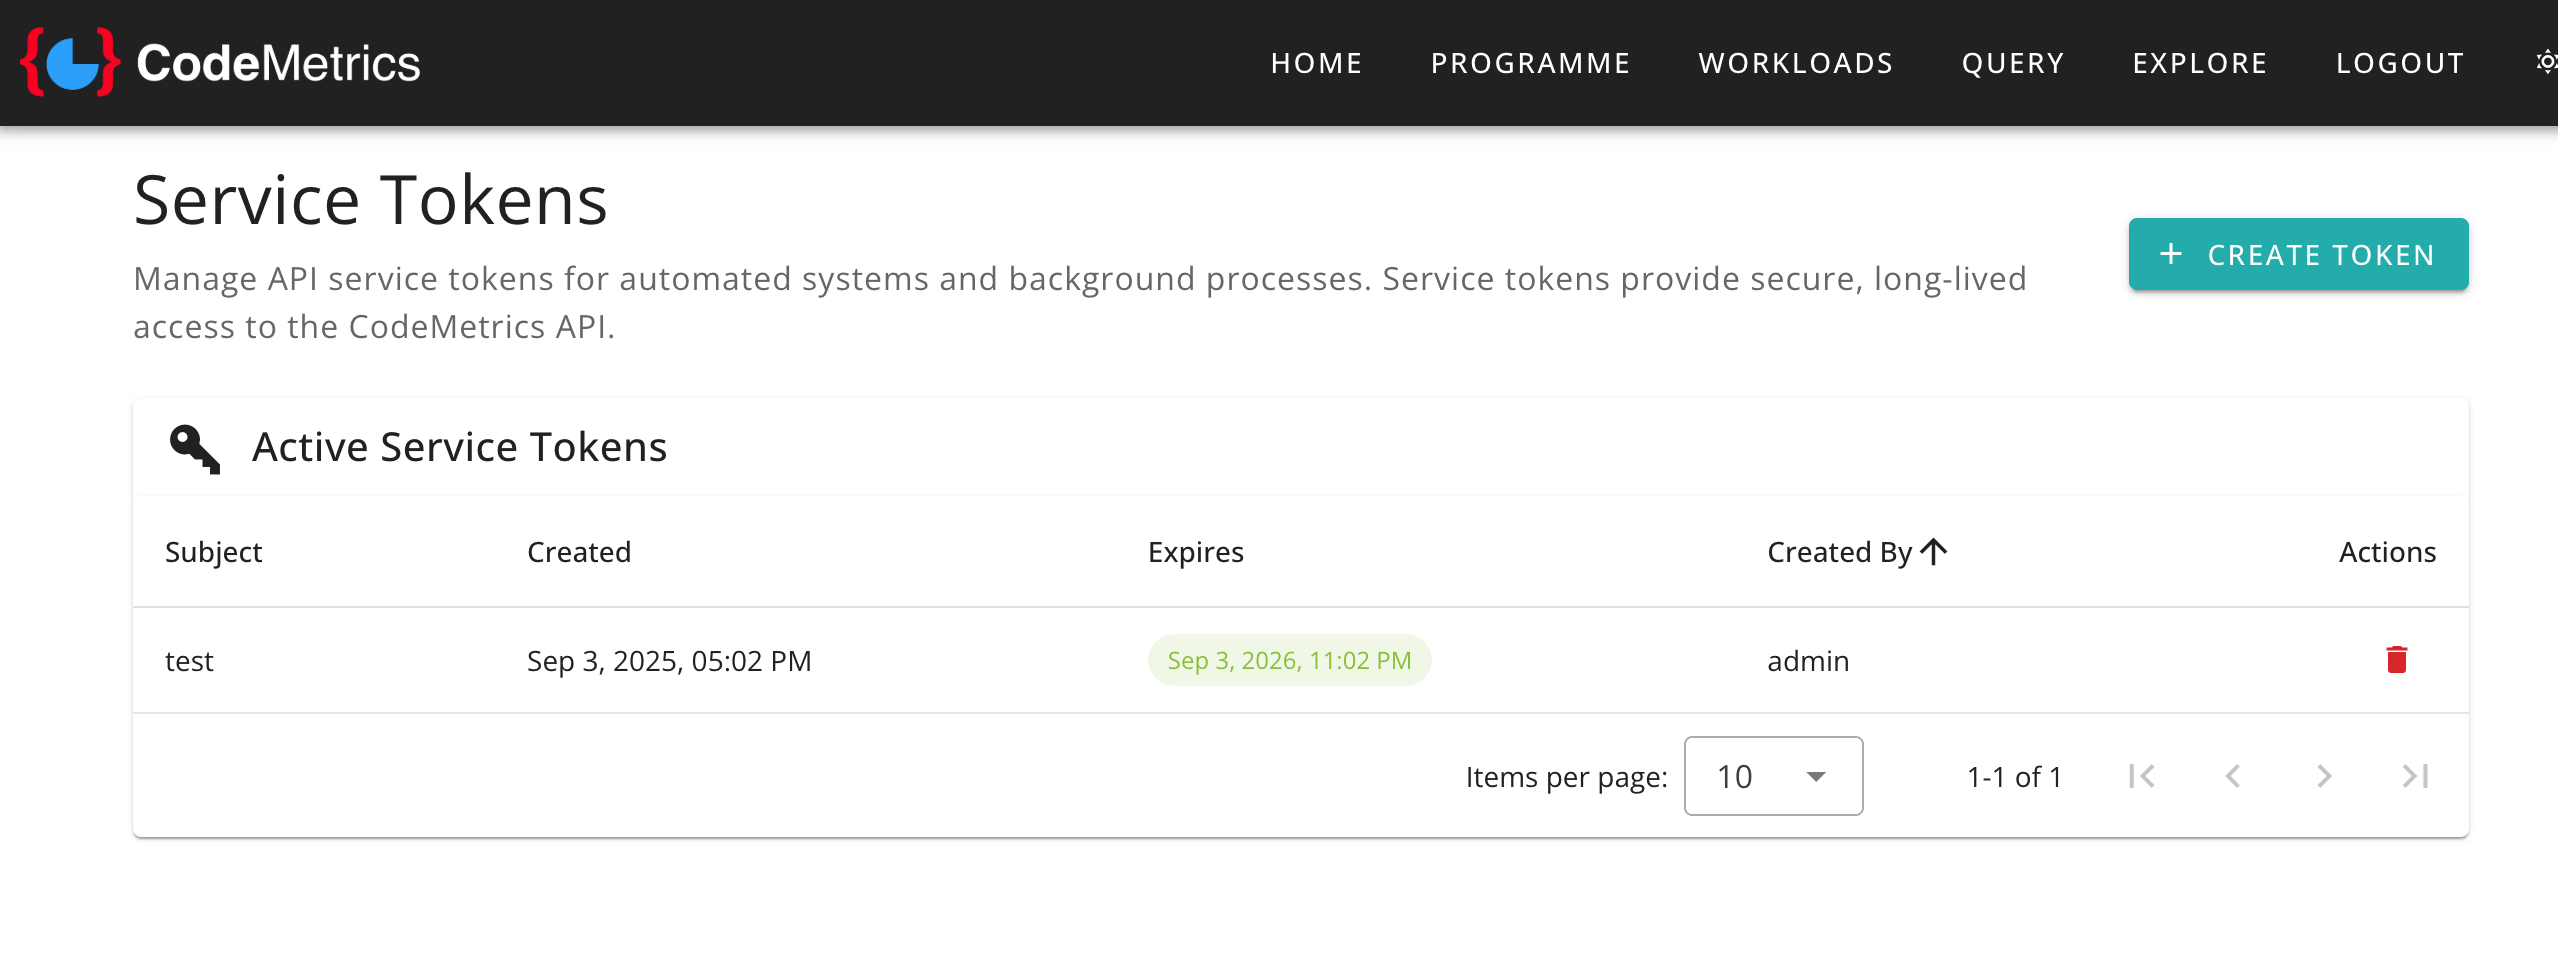 CodeMetrics
HOME PROGRAMME WORKLOADS QUERY EXPLORE LOGOUT
Service Tokens
Manage API service tokens for automated systems and background processes. Service tokens provide secure, long-lived
access to the CodeMetrics API.
+ CREATE TOKEN
Active Service Tokens
Subject Created Expires Created By Actions
test Sep 3, 2025, 05:02 PM Sep 3, 2026, 11:02 PM admin
Items per page: 10 1-1 of 1